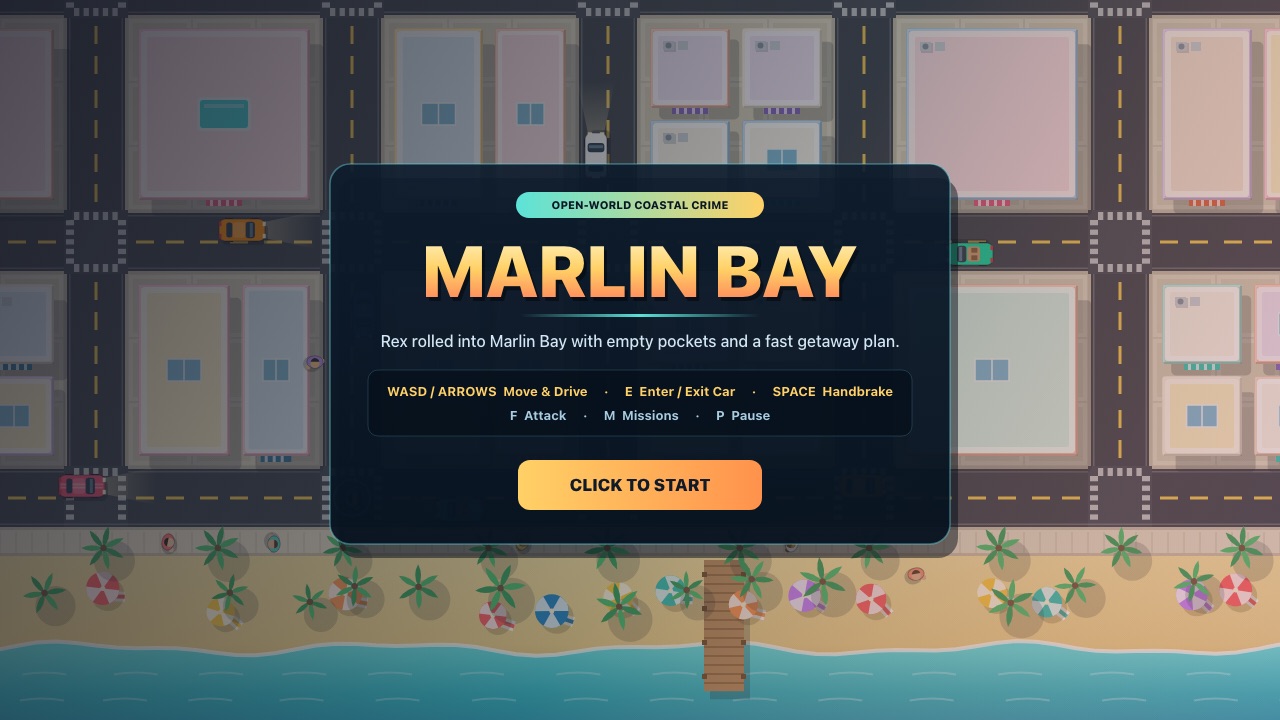 OPEN-WORLD COASTAL CRIME
MARLIN BAY
Rex rolled into Marlin Bay with empty pockets and a fast getaway plan.
WASD / ARROWS Move & Drive · E Enter / Exit Car · SPACE Handbrake
F Attack · M Missions · P Pause
CLICK TO START